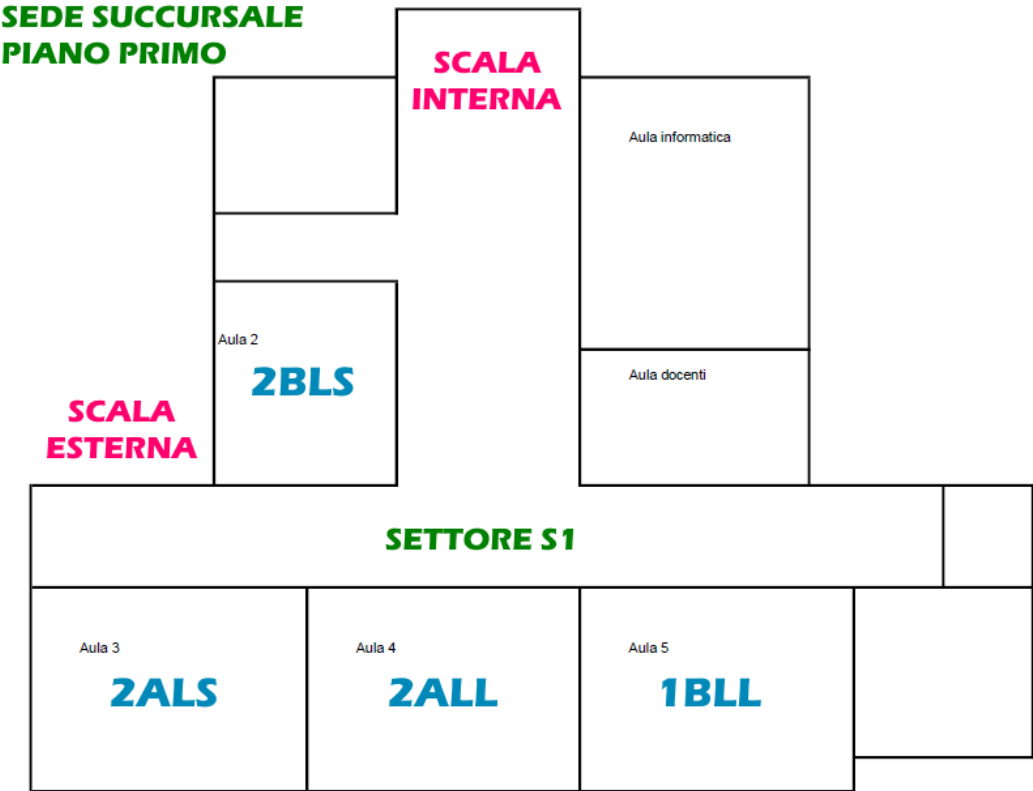 SEDE SUCCURSALE
PIANO PRIMO
SCALA
INTERNA
Aula informatica
Aula 2
2BLS
Aula docenti
SCALA
ESTERNA
SETTORE S1
Aula 3
2ALS
Aula 4
2ALL
Aula 5
1BLL